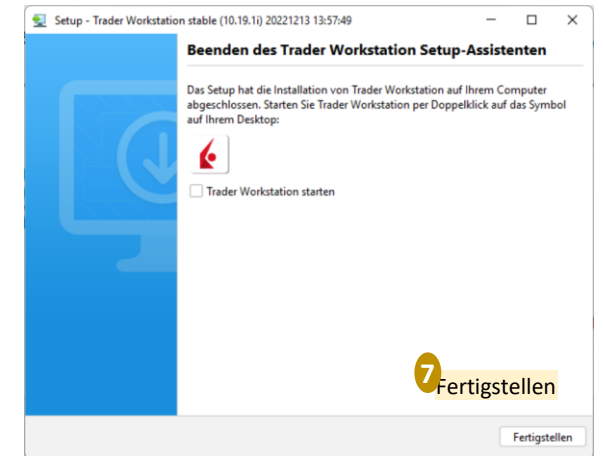 Setup - Trader Workstation stable (10.19.1i) 20221213 13:57:49
Beenden des Trader Workstation Setup-Assistenten
Das Setup hat die Installation von Trader Workstation auf Ihrem Computer
abgeschlossen. Starten Sie Trader Workstation per Doppelklick auf das Symbol
auf Ihrem Desktop:
Trader Workstation starten
7
Fertigstellen
Fertigstellen